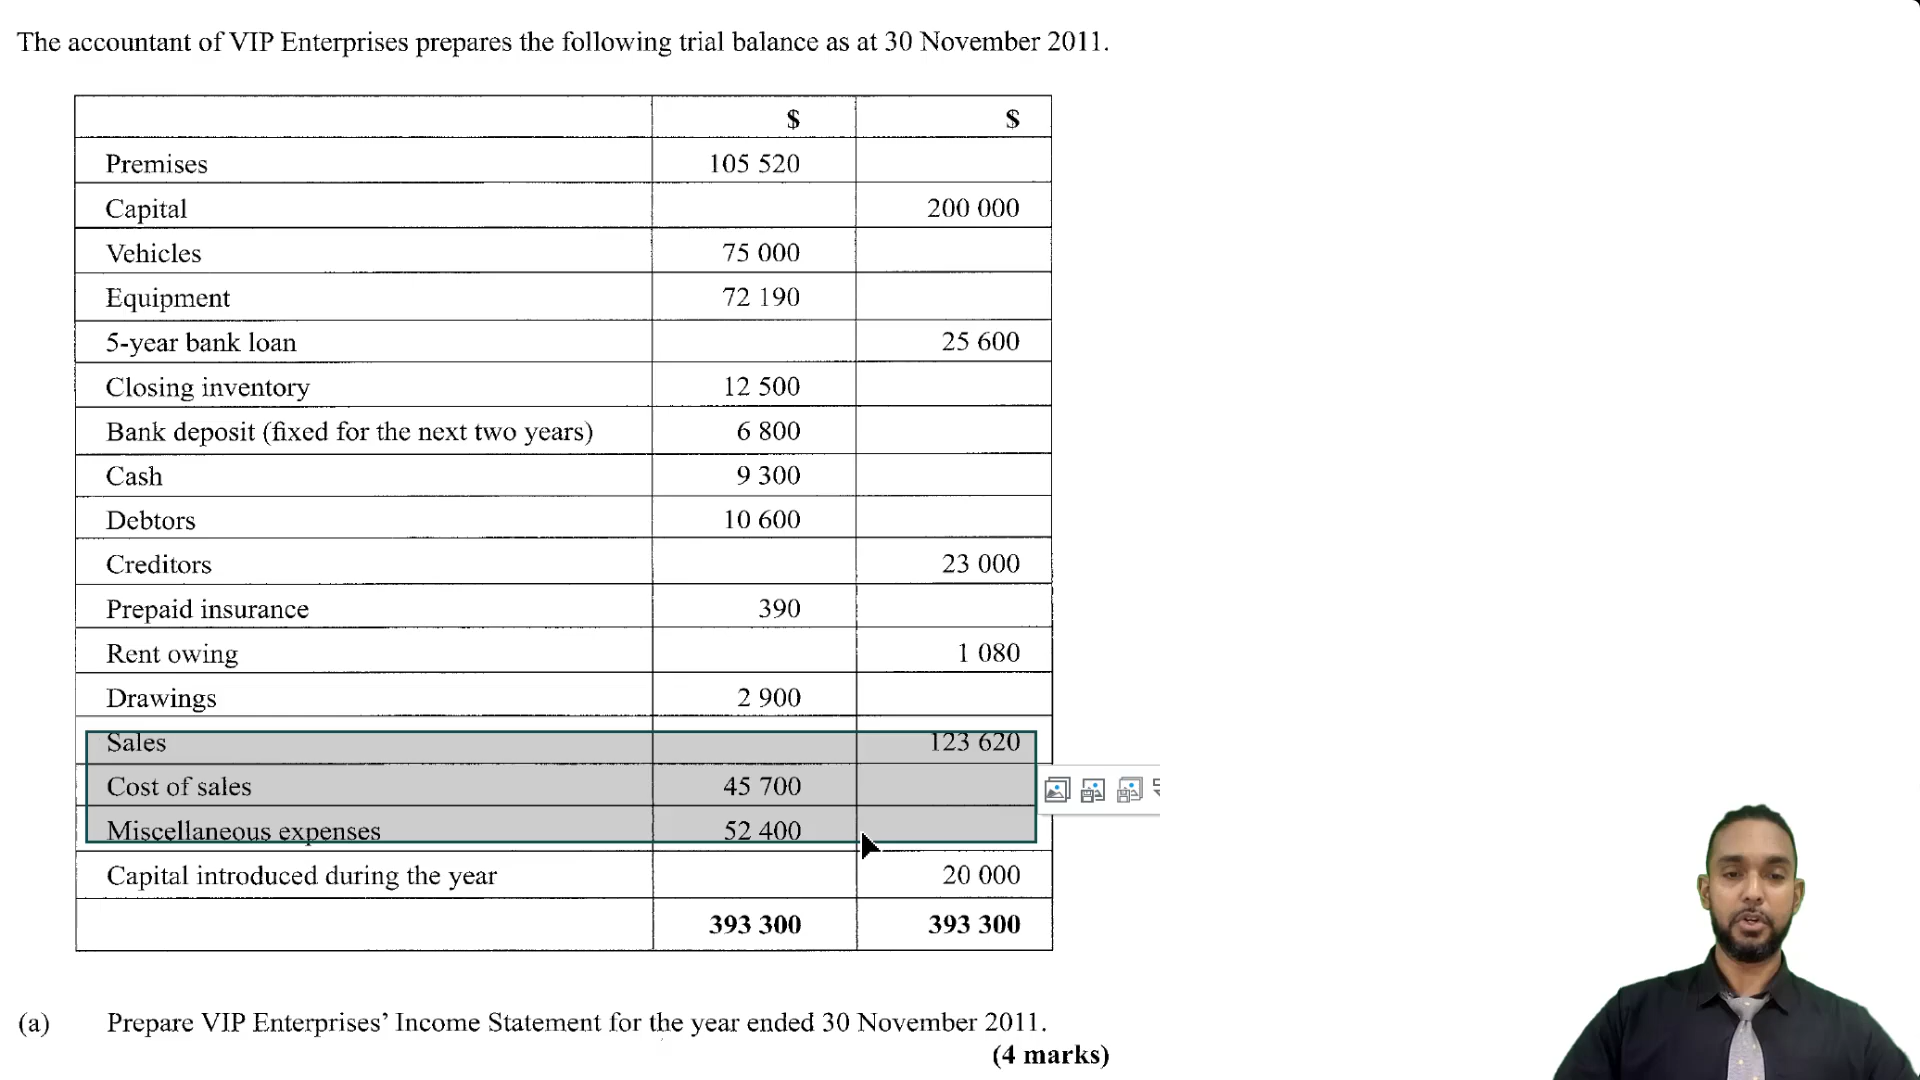 The accountant of VIP Enterprises prepares the following trial balance as at 30 November 2011.
$ $
Premises 105 520
Capital 200 000
Vehicles 75 000
Equipment 72 190
5-year bank loan 25 600
Closing inventory 12 500
Bank deposit (fixed for the next two years) 6 800
Cash 9 300
Debtors 10 600
Creditors 23 000
Prepaid insurance 390
Rent owing 1 080
Drawings 2 900
Sales 123 620
Cost of sales 45 700
Miscellaneous expenses 52 400
Capital introduced during the year 20 000
393 300 393 300
(a) Prepare VIP Enterprises' Income Statement for the year ended 30 November 2011.
(4 marks)